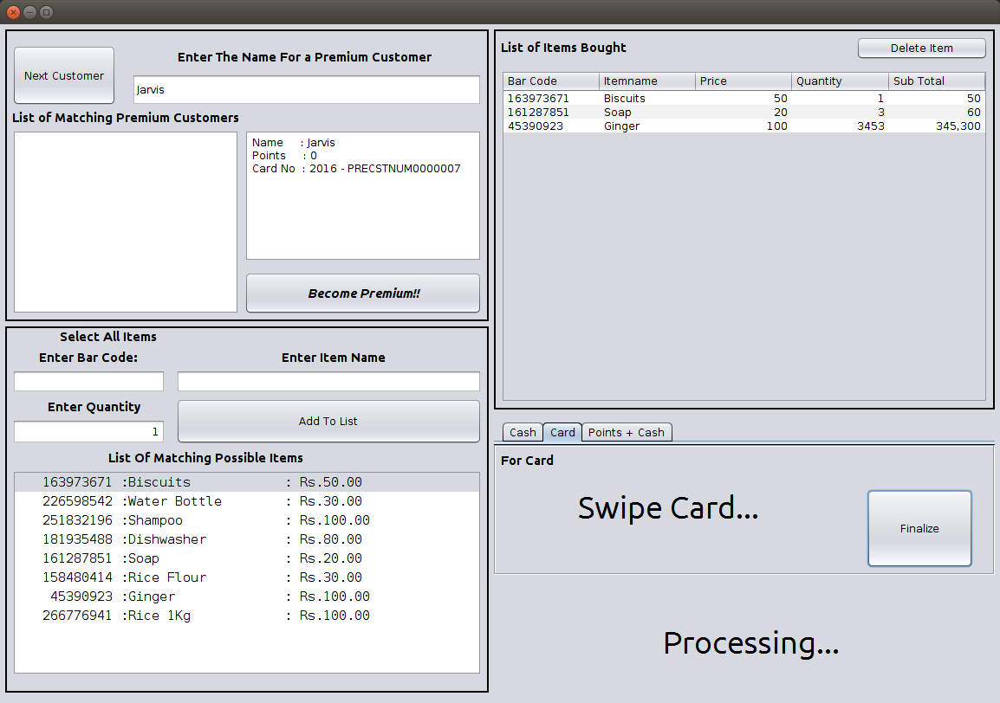 Next Customer
Enter The Name For a Premium Customer
Jarvis
List of Matching Premium Customers
Name : Jarvis
Points : 0
Card No : 2016 - PRECSTNUM0000007
Become Premium!!
Select All Items
Enter Bar Code:
Enter Item Name
Enter Quantity
1
Add To List
List Of Matching Possible Items
163973671 :Biscuits : Rs.50.00
226598542 :Water Bottle : Rs.30.00
251832196 :Shampoo : Rs.100.00
181935488 :Dishwasher : Rs.80.00
161287851 :Soap : Rs.20.00
158480414 :Rice Flour : Rs.30.00
45390923 :Ginger : Rs.100.00
266776941 :Rice 1Kg : Rs.100.00
List of Items Bought
Delete Item
Bar Code Itemname Price Quantity Sub Total
163973671 Biscuits 50 1 50
161287851 Soap 20 3 60
45390923 Ginger 100 3453 345,300
Cash Card Points + Cash
For Card
Swipe Card...
Finalize
Processing...